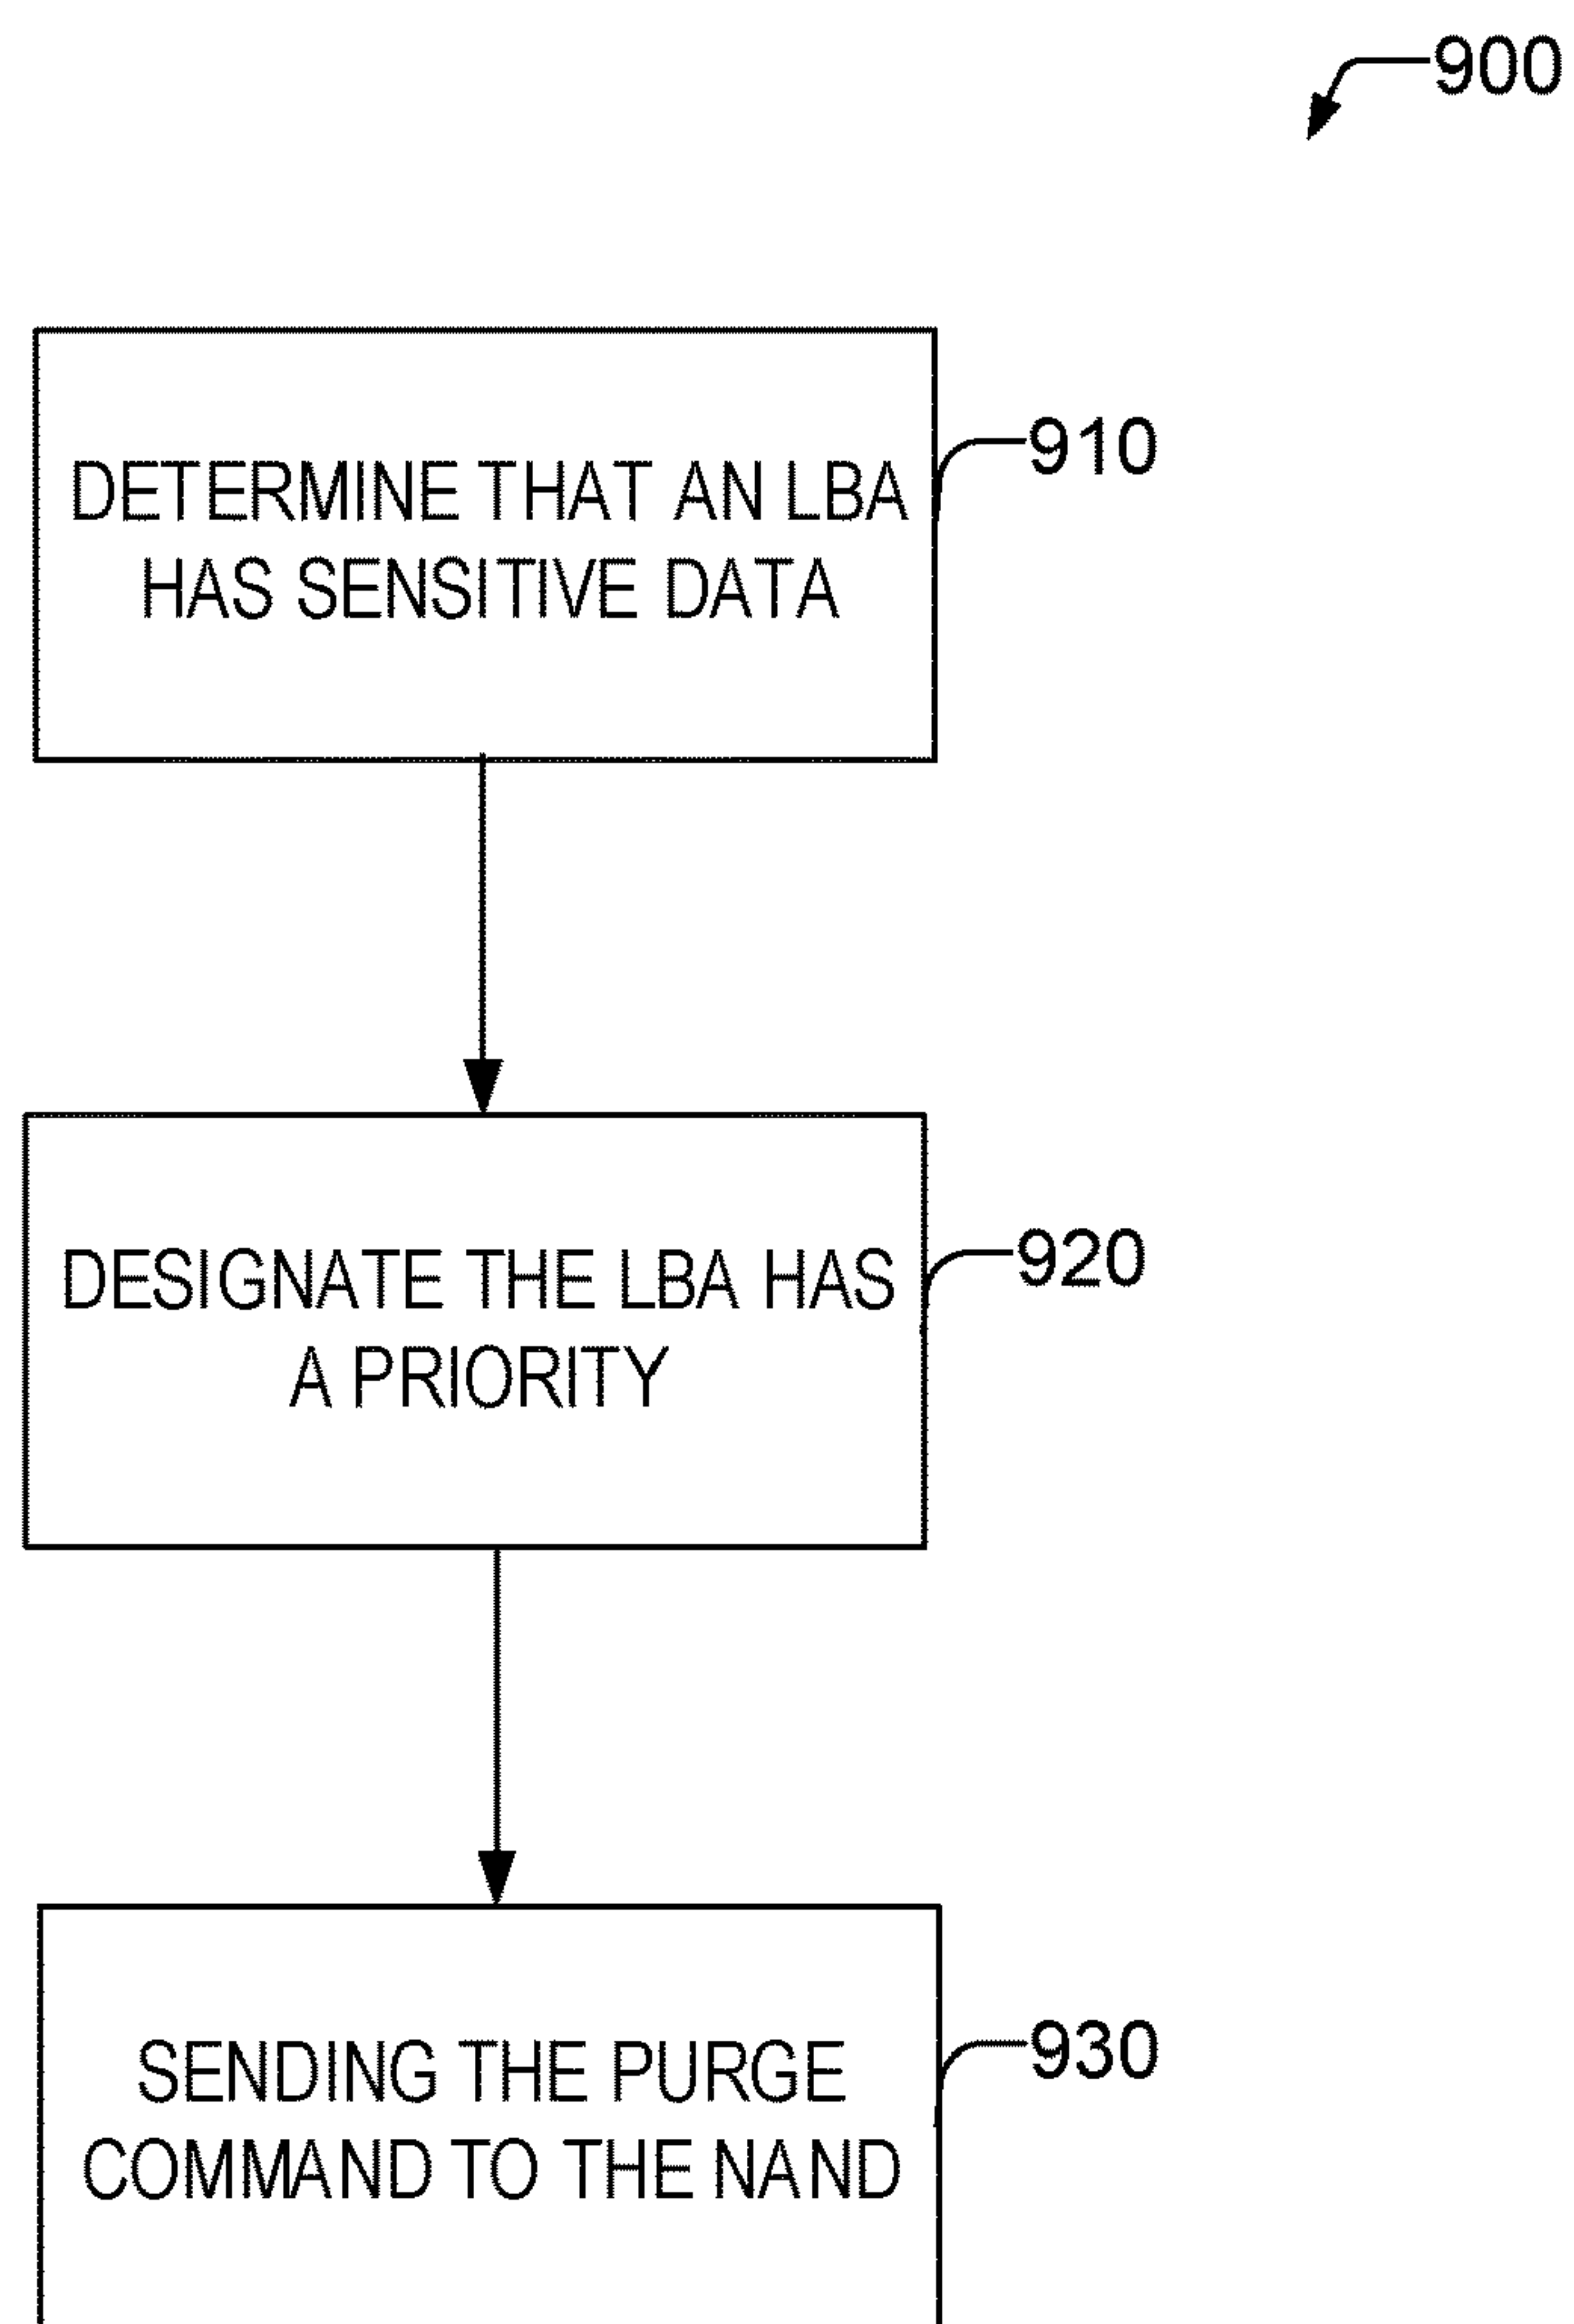 900
DETERMINE THAT AN LBA
HAS SENSITIVE DATA
910
DESIGNATE THE LBA HAS
A PRIORITY
920
SENDING THE PURGE
COMMAND TO THE NAND
930